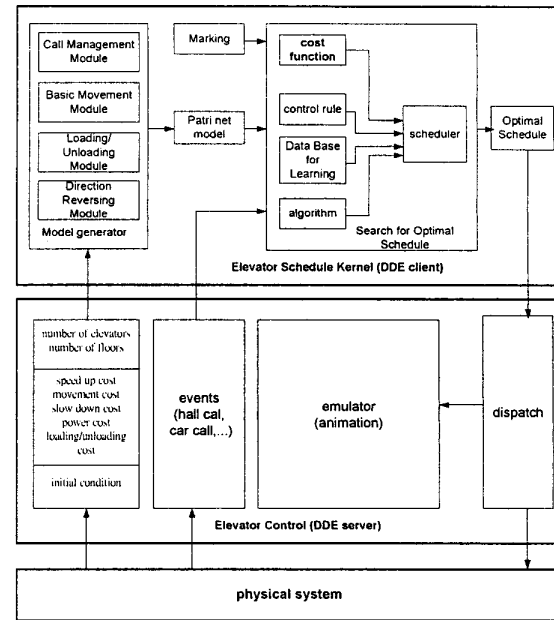 Call Management
Module
Basic Movement
Module
Loading/
Unloading Module
Direction
Reversing Module
Model generator
Marking
Patri net
model
cost
function
control rule
Data Base
for
Learning
algorithm
scheduler
Search for Optimal
Schedule
Optimal
Schedule
Elevator Schedule Kernel (DDE client)
number of elevators
number of floors
speed up cost
movement cost
slow down cost
power cost
loading/unloading
cost
initial condition
events
(hall cal,
car call,...)
emulator
(animation)
dispatch
Elevator Control (DDE server)
physical system